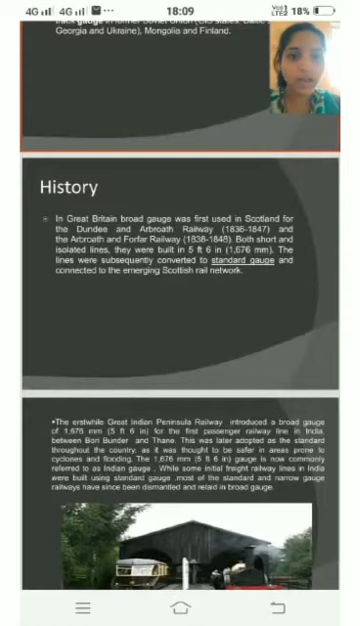 4G 4G 18:09 VoI) LTE2 18%
track gauge in former Soviet Union (CIS states, Baltic
Georgia and Ukraine), Mongolia and Finland.
History
In Great Britain broad gauge was first used in Scotland for
the Dundee and Arbroath Railway (1836-1847) and
the Arbroath and Forfar Railway (1838-1848). Both short and
isolated lines, they were built in 5 ft 6 in (1,676 mm). The
lines were subsequently converted to standard gauge and
connected to the emerging Scottish rail network.
•The erstwhile Great Indian Peninsula Railway introduced a broad gauge
of 1,676 mm (5 ft 6 in) for the first passenger railway line in India,
between Bori Bunder and Thane. This was later adopted as the standard
throughout the country, as it was thought to be safer in areas prone to
cyclones and flooding. The 1,676 mm (5 ft 6 in) gauge is now commonly
referred to as Indian gauge . While some initial freight railway lines in India
were built using standard gauge ,most of the standard and narrow gauge
railways have since been dismantled and relaid in broad gauge.